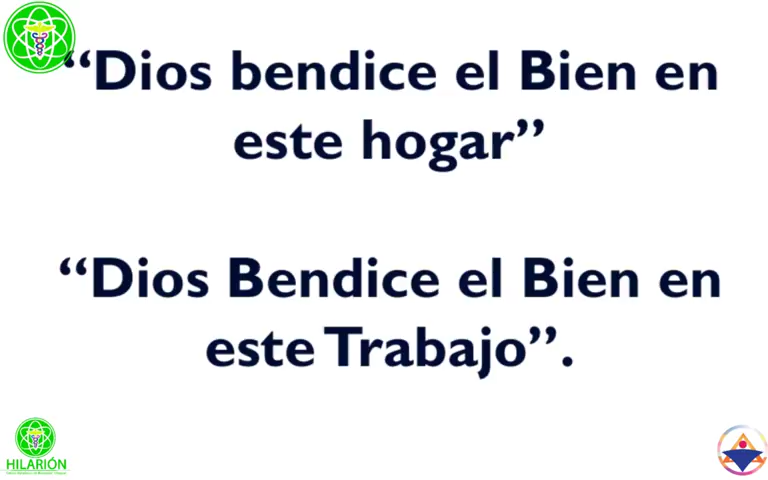 “Dios bendice el Bien en
este hogar”
“Dios Bendice el Bien en
este Trabajo”.
HILARIÓN